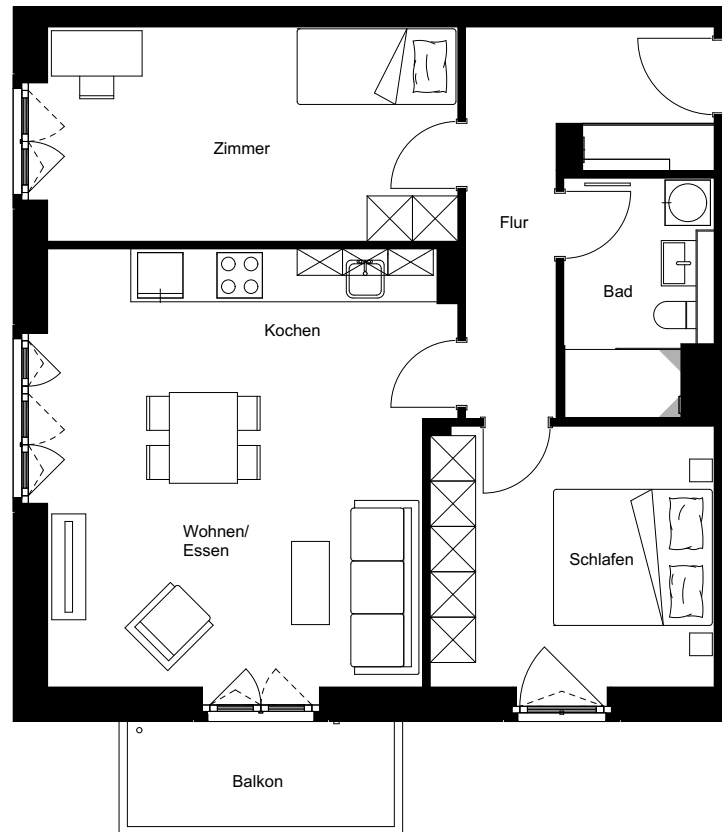 Zimmer
Flur
Bad
Kochen
Wohnen/
Essen
Schlafen
Balkon